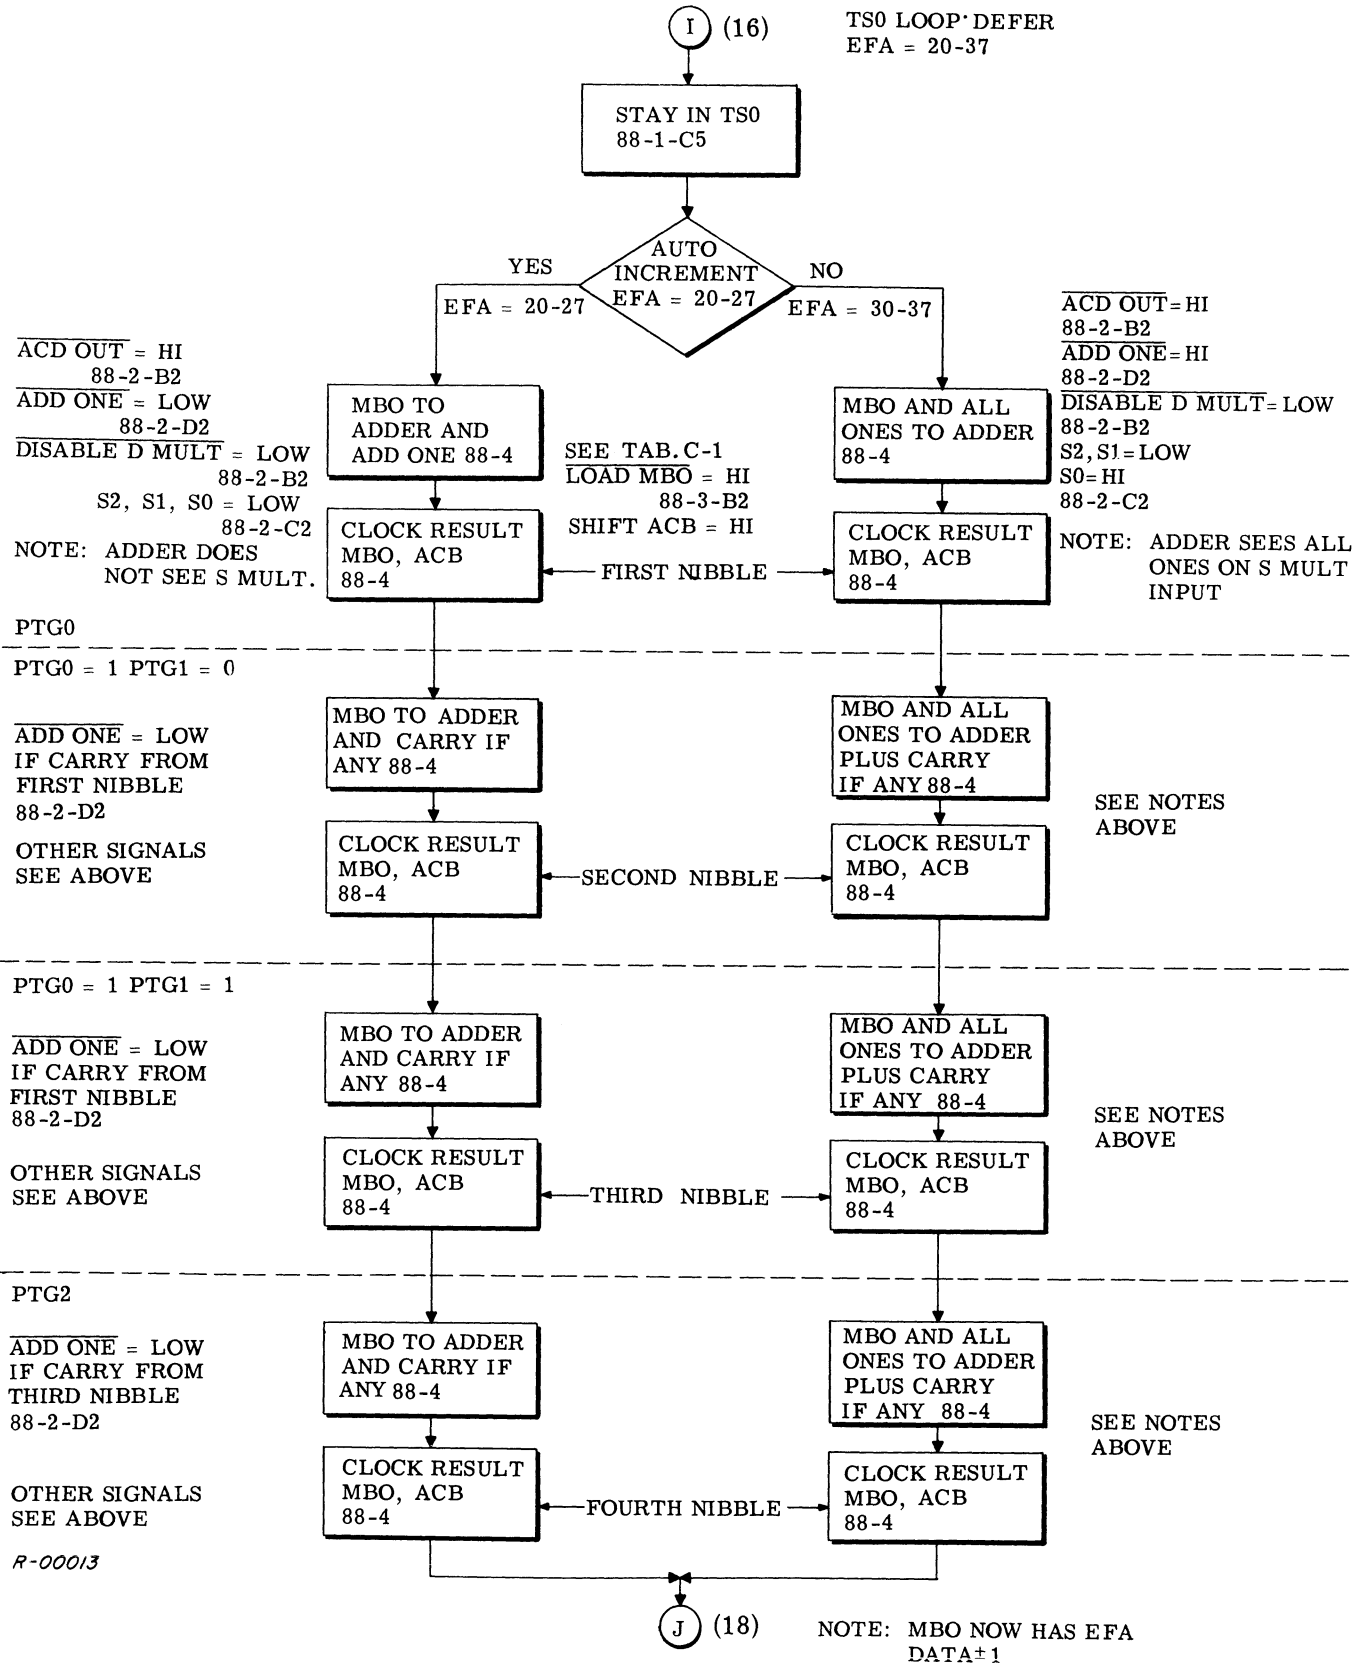 I (16)
TS0 LOOP DEFER
EFA = 20-37
STAY IN TS0
88-1-C5
AUTO
INCREMENT
EFA = 20-27
YES
EFA = 20-27
NO
EFA = 30-37
ACD OUT = HI
88-2-B2
ADD ONE = LOW
88-2-D2
DISABLE D MULT = LOW
88-2-B2
S2, S1, S0 = LOW
88-2-C2
NOTE: ADDER DOES
NOT SEE S MULT.
MBO TO
ADDER AND
ADD ONE 88-4
SEE TAB. C-1
LOAD MBO = HI
88-3-B2
SHIFT ACB = HI
MBO AND ALL
ONES TO ADDER
88-4
ACD OUT = HI
88-2-B2
ADD ONE = HI
88-2-D2
DISABLE D MULT = LOW
88-2-B2
S2, S1 = LOW
S0 = HI
88-2-C2
NOTE: ADDER SEES ALL
ONES ON S MULT
INPUT
CLOCK RESULT
MBO, ACB
88-4
FIRST NIBBLE
CLOCK RESULT
MBO, ACB
88-4
PTG0
PTG0 = 1 PTG1 = 0
ADD ONE = LOW
IF CARRY FROM
FIRST NIBBLE
88-2-D2
OTHER SIGNALS
SEE ABOVE
MBO TO ADDER
AND CARRY IF
ANY 88-4
MBO AND ALL
ONES TO ADDER
PLUS CARRY
IF ANY 88-4
SEE NOTES
ABOVE
CLOCK RESULT
MBO, ACB
88-4
SECOND NIBBLE
CLOCK RESULT
MBO, ACB
88-4
PTG0 = 1 PTG1 = 1
ADD ONE = LOW
IF CARRY FROM
FIRST NIBBLE
88-2-D2
OTHER SIGNALS
SEE ABOVE
MBO TO ADDER
AND CARRY IF
ANY 88-4
MBO AND ALL
ONES TO ADDER
PLUS CARRY
IF ANY 88-4
SEE NOTES
ABOVE
CLOCK RESULT
MBO, ACB
88-4
THIRD NIBBLE
CLOCK RESULT
MBO, ACB
88-4
PTG2
ADD ONE = LOW
IF CARRY FROM
THIRD NIBBLE
88-2-D2
OTHER SIGNALS
SEE ABOVE
MBO TO ADDER
AND CARRY IF
ANY 88-4
MBO AND ALL
ONES TO ADDER
PLUS CARRY
IF ANY 88-4
SEE NOTES
ABOVE
CLOCK RESULT
MBO, ACB
88-4
FOURTH NIBBLE
CLOCK RESULT
MBO, ACB
88-4
R-00013
J (18)
NOTE: MBO NOW HAS EFA
DATA±1